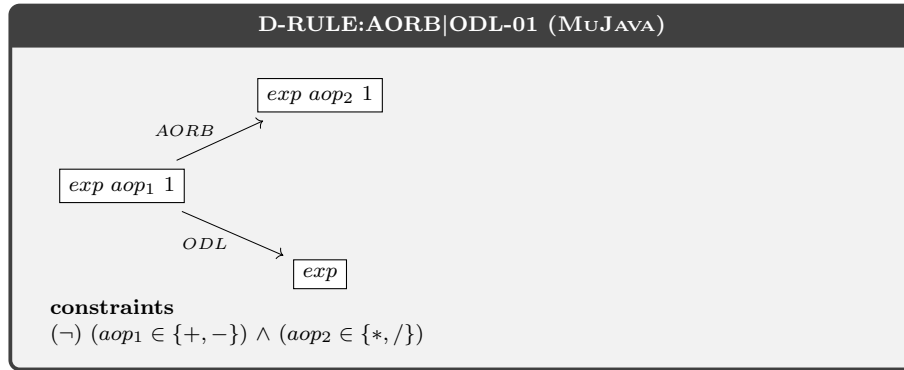 D-RULE:AORB|ODL-01 (MUJAVA)
exp aop₂ 1
AORB
exp aop₁ 1
ODL
exp
constraints
(¬) (aop₁ ∈ {+, −}) ∧ (aop₂ ∈ {∗, /})